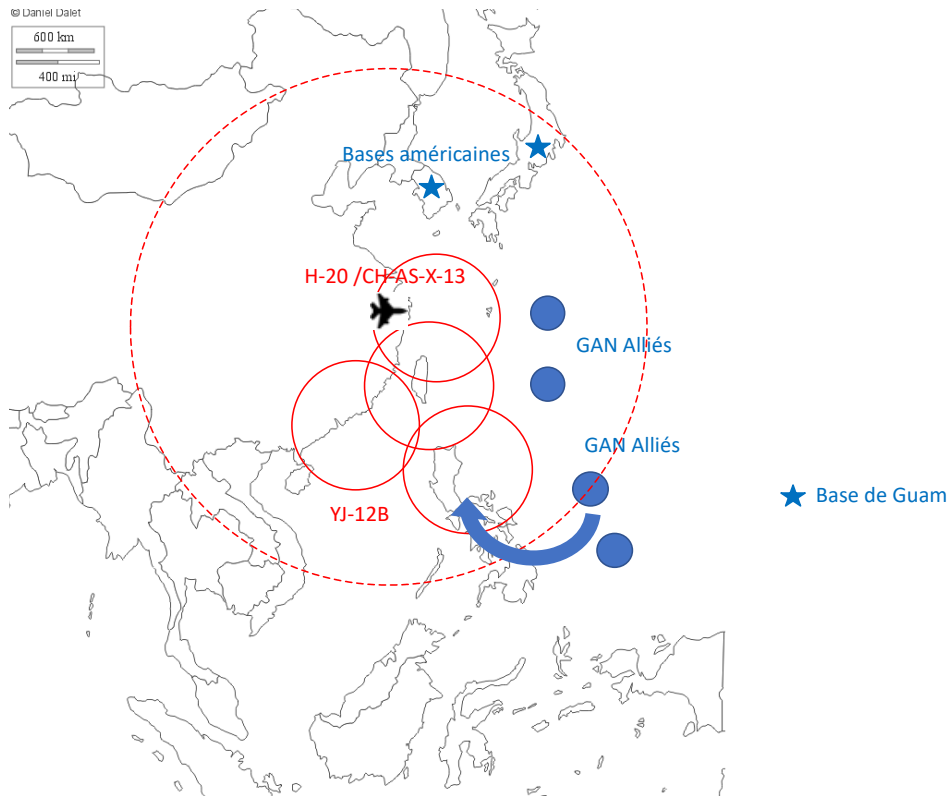 © Daniel Dalet
600 km
400 mi
Bases américaines
H-20 /CH-AS-X-13
GAN Alliés
GAN Alliés
Base de Guam
YJ-12B